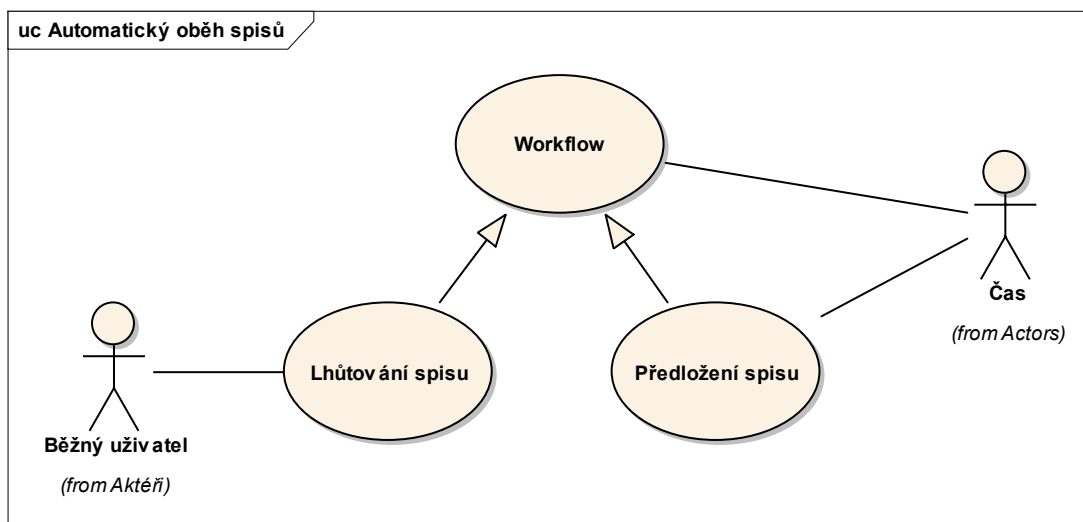 uc Automatický oběh spisů
Workflow
Čas
(from Actors)
Lhůtování spisu
Předložení spisu
Běžný uživatel
(from Aktéři)